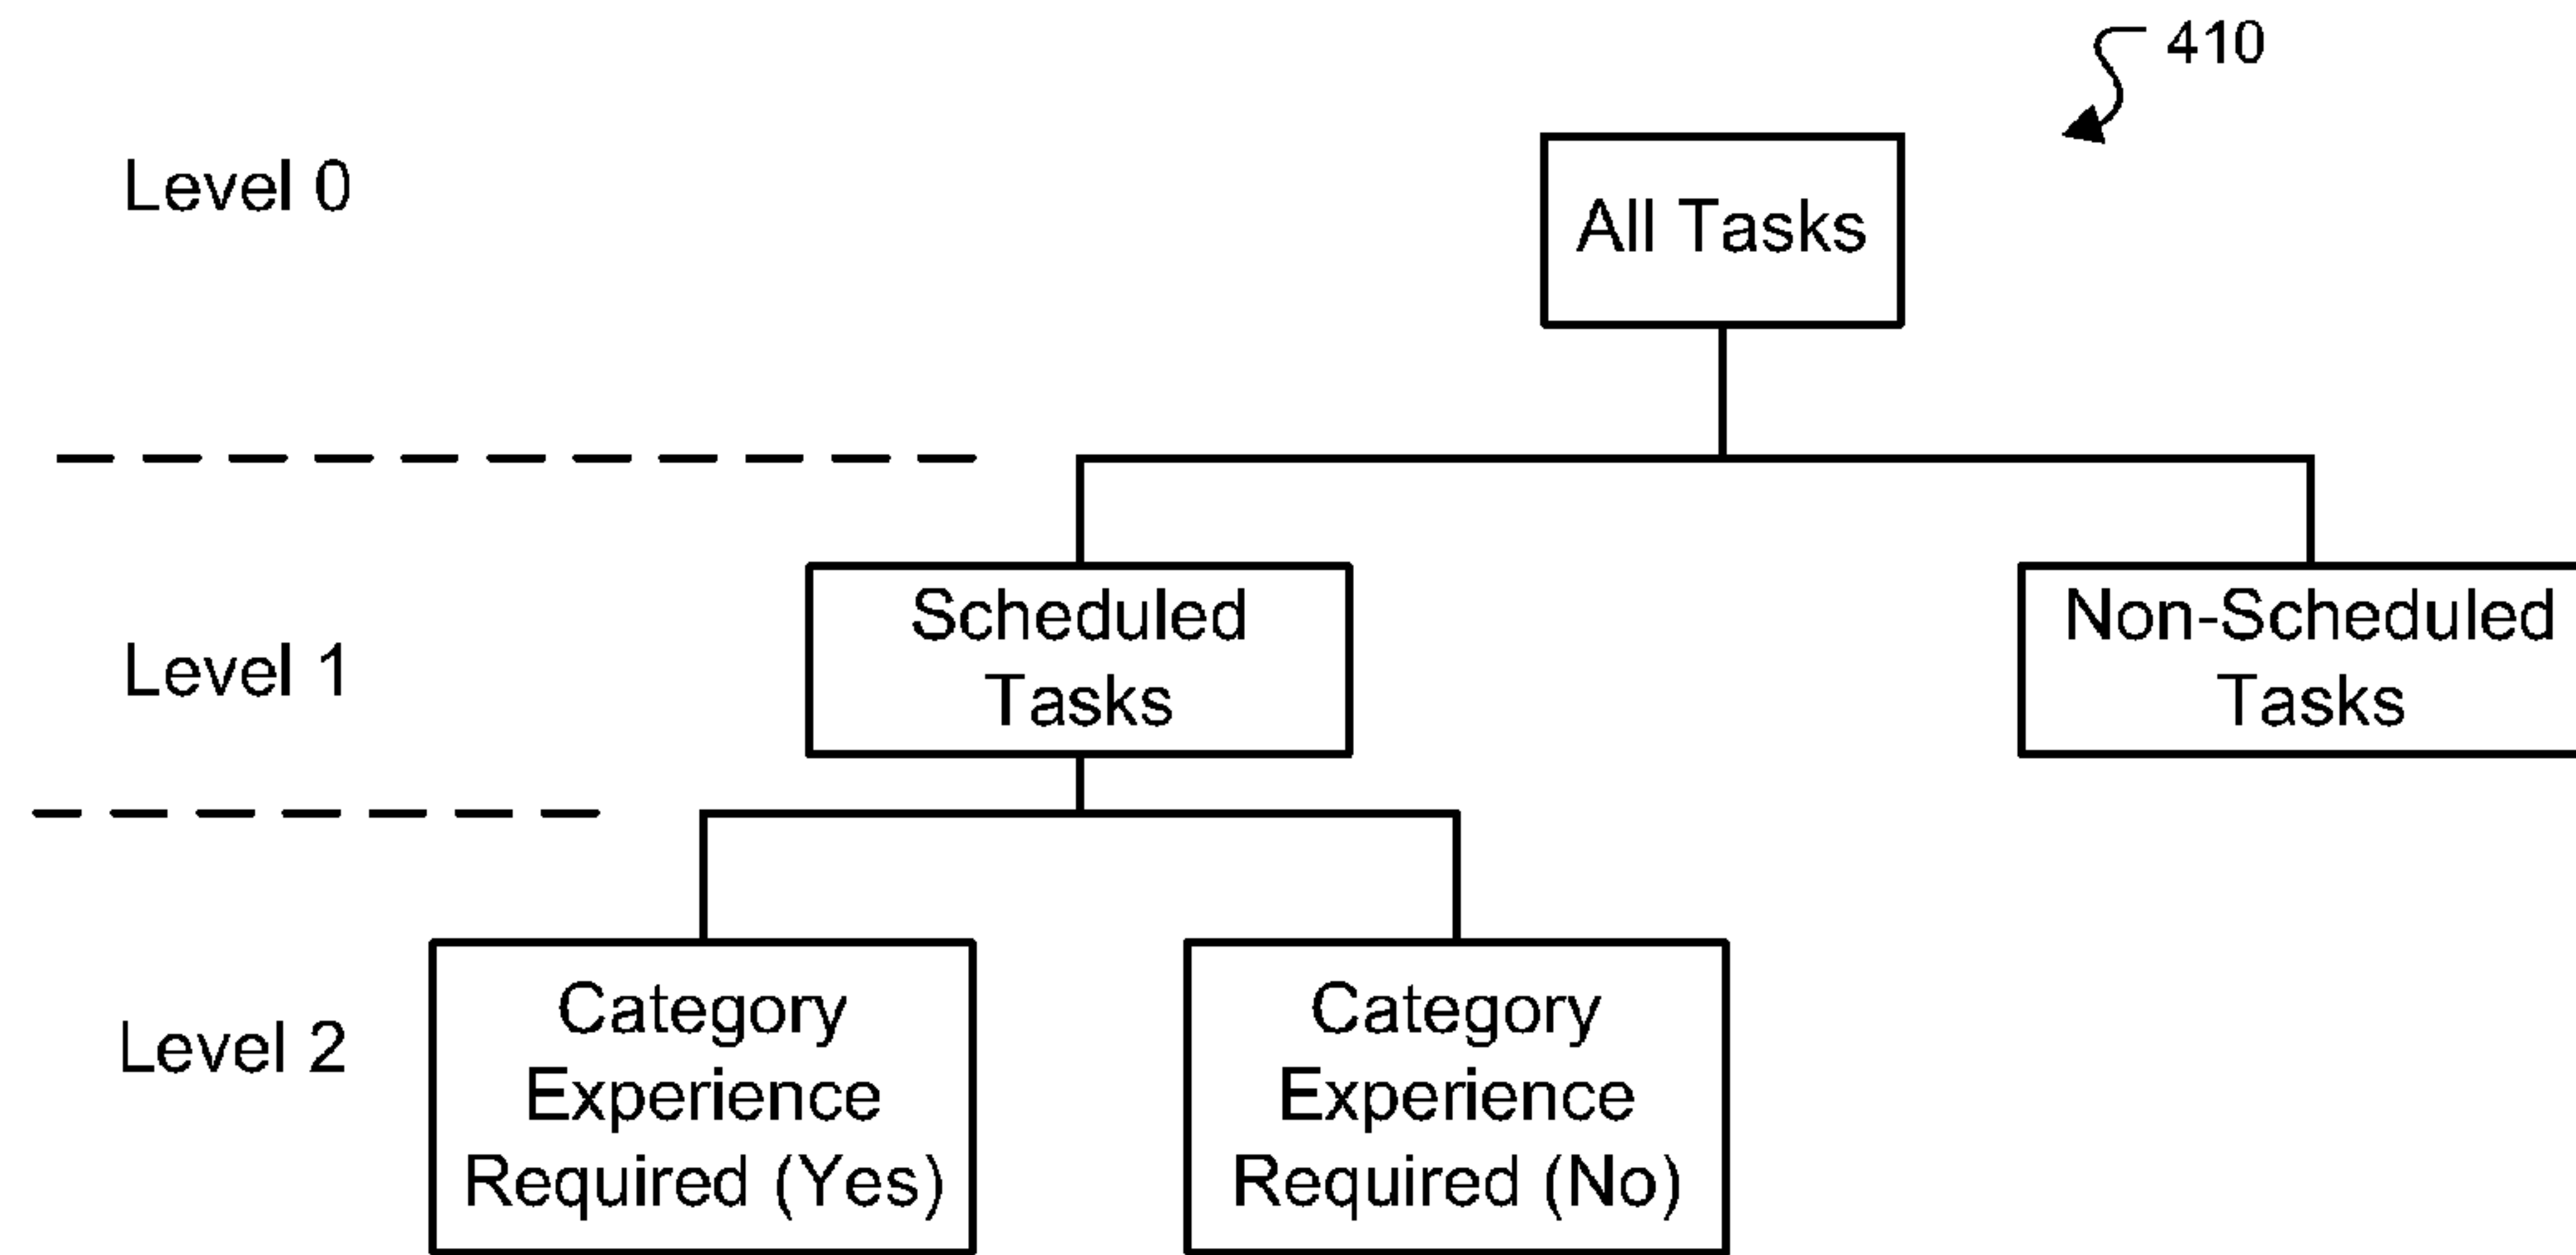 410
Level 0
All Tasks
Level 1
Scheduled
Tasks
Non-Scheduled
Tasks
Level 2
Category
Experience
Required (Yes)
Category
Experience
Required (No)